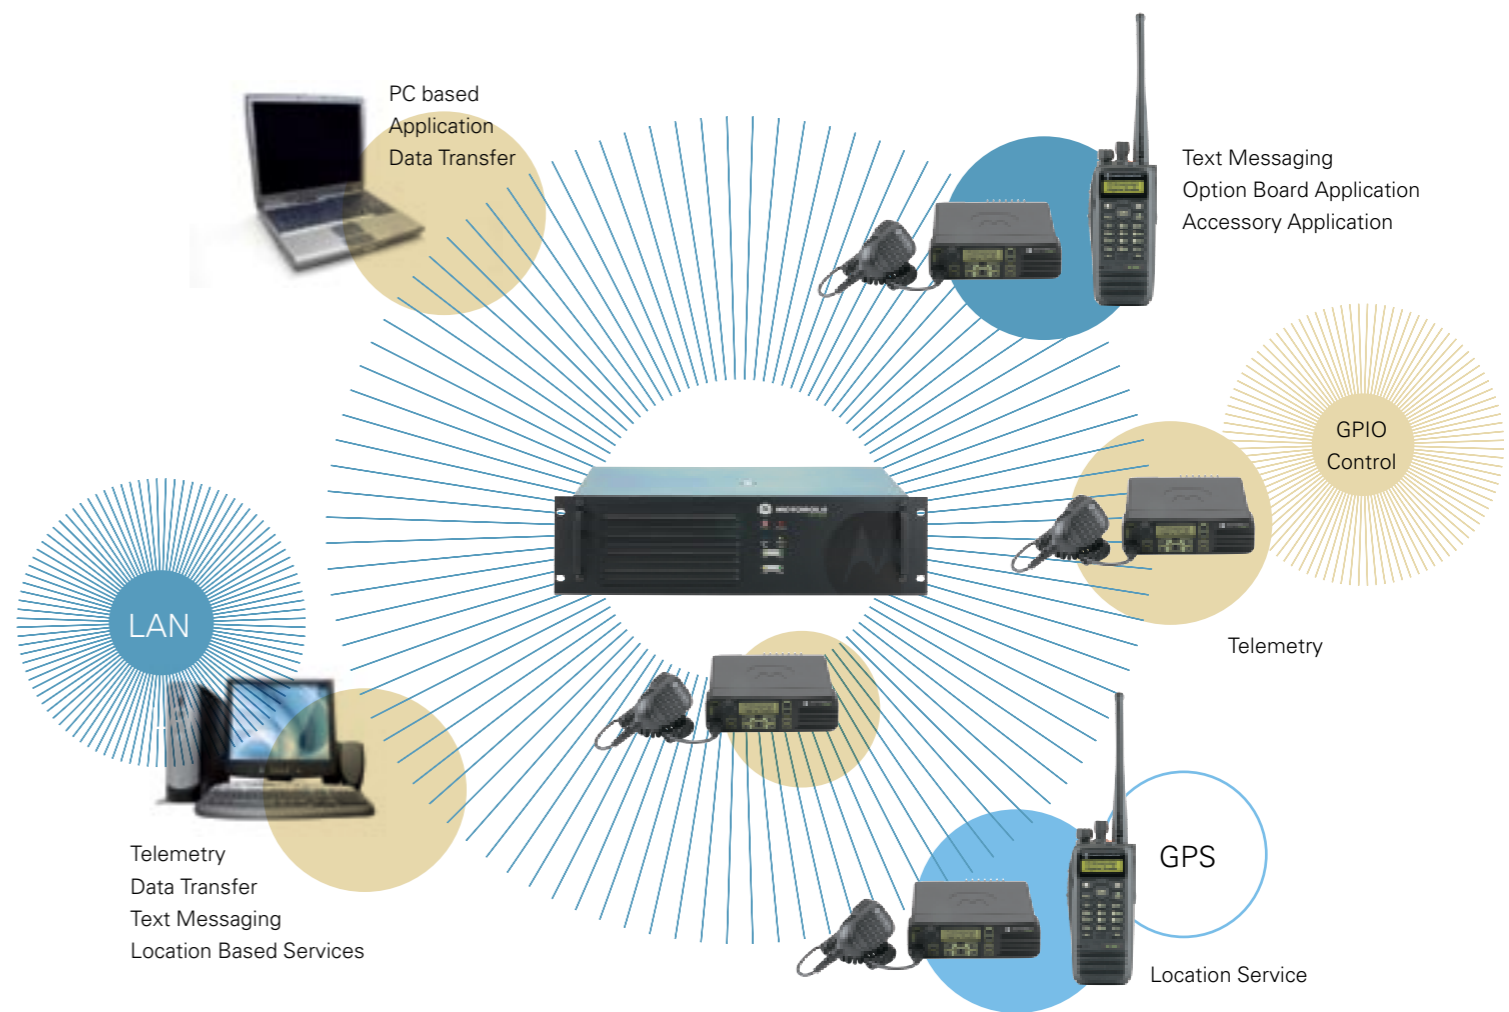 PC based
Application
Data Transfer
Text Messaging
Option Board Application
Accessory Application
GPIO
Control
MOTOROLA
LAN
Telemetry
Telemetry
Data Transfer
Text Messaging
Location Based Services
GPS
Location Service